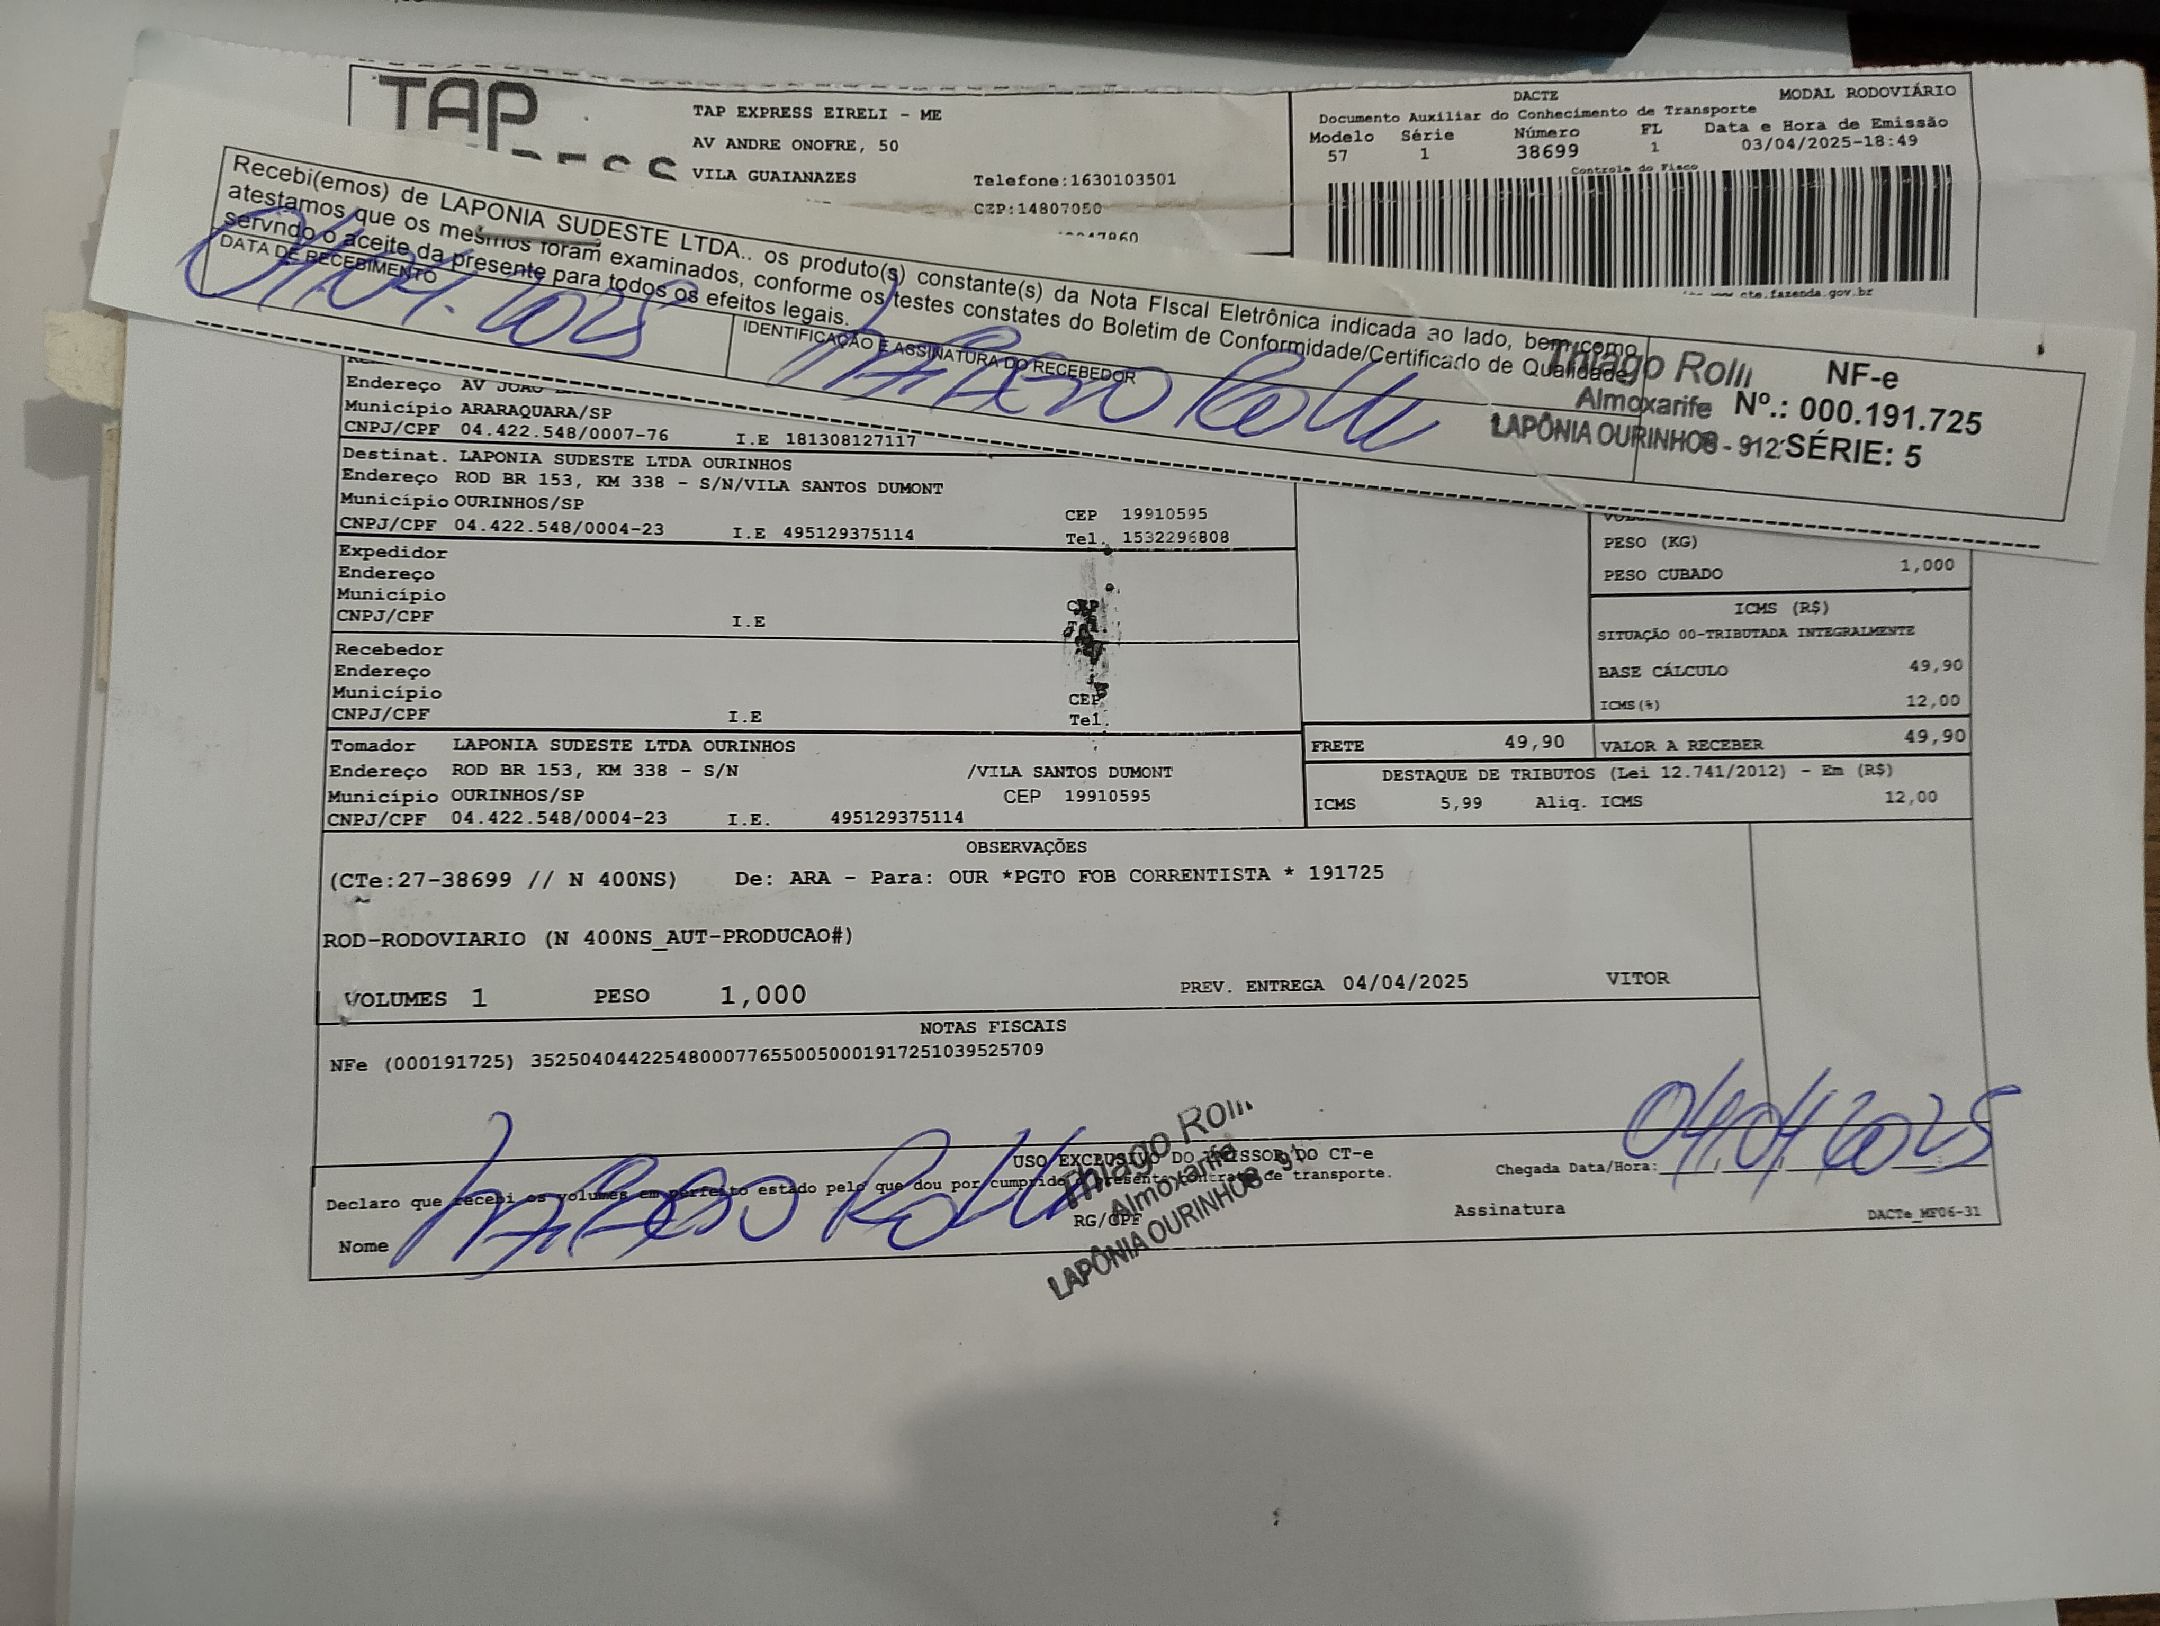 TAP
TAP EXPRESS EIRELI - ME
AV ANDRE ONOFRE, 50
VILA GUAIANAZES
Telefone:1630103501
CEP:14807050
DACTE
MODAL RODOVIÁRIO
Documento Auxiliar do Conhecimento de Transporte
Modelo Série Número FL Data e Hora de Emissão
57 1 38699 1 03/04/2025-18:49
Controle do Fisco
www.cte.fazenda.gov.br
Recebi(emos) de LAPONIA SUDESTE LTDA.. os produto(s) constante(s) da Nota FIscal Eletrônica indicada ao lado, bem como
atestamos que os mesmos foram examinados, conforme os testes constates do Boletim de Conformidade/Certificado de Qualidade,
servndo o aceite da presente para todos os efeitos legais.
DATA DE RECEBIMENTO
04/04.2025
IDENTIFICAÇÃO E ASSINATURA DO RECEBEDOR
Thiago Rolli
Almoxarife
LAPÔNIA OURINHOS - 912
NF-e
Nº.: 000.191.725
SÉRIE: 5
Endereço AV JOAO
Município ARARAQUARA/SP
CNPJ/CPF 04.422.548/0007-76 I.E 181308127117
Destinat. LAPONIA SUDESTE LTDA OURINHOS
Endereço ROD BR 153, KM 338 - S/N/VILA SANTOS DUMONT
Município OURINHOS/SP CEP 19910595
CNPJ/CPF 04.422.548/0004-23 I.E 495129375114 Tel. 1532296808
Expedidor
Endereço
Município CEP
CNPJ/CPF I.E
Recebedor
Endereço
Município CEP
CNPJ/CPF I.E Tel.
PESO (KG)
PESO CUBADO 1,000
ICMS (R$)
SITUAÇÃO 00-TRIBUTADA INTEGRALMENTE
BASE CÁLCULO 49,90
ICMS(%) 12,00
Tomador LAPONIA SUDESTE LTDA OURINHOS
Endereço ROD BR 153, KM 338 - S/N /VILA SANTOS DUMONT
Município OURINHOS/SP CEP 19910595
CNPJ/CPF 04.422.548/0004-23 I.E. 495129375114
FRETE 49,90 VALOR A RECEBER 49,90
DESTAQUE DE TRIBUTOS (Lei 12.741/2012) - Em (R$)
ICMS 5,99 Aliq. ICMS 12,00
OBSERVAÇÕES
(CTe:27-38699 // N 400NS) De: ARA - Para: OUR *PGTO FOB CORRENTISTA * 191725
ROD-RODOVIARIO (N 400NS_AUT-PRODUCAO#)
VOLUMES 1 PESO 1,000 PREV. ENTREGA 04/04/2025 VITOR
NOTAS FISCAIS
NFe (000191725) 35250404422548000776550050001917251039525709
USO EXCLUSIVO DO EMISSOR DO CT-e
Declaro que recebi os volumes em perfeito estado pelo que dou por cumprido o presente contrato de transporte.
Chegada Data/Hora: 04/04/2025
Nome RG/CPF Assinatura
Thiago Rolli
Almoxarife
LAPÔNIA OURINHOS - 91
DACTe_MF06-31